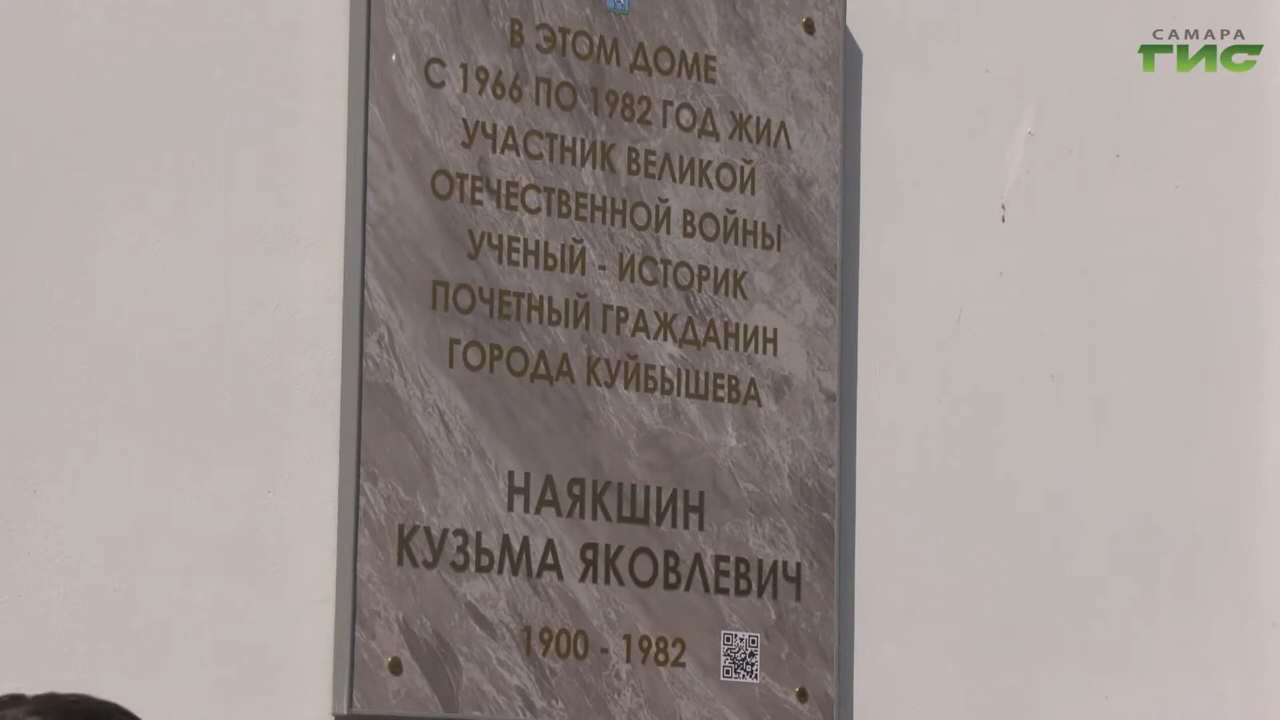 В ЭТОМ ДОМЕ
С 1966 ПО 1982 ГОД ЖИЛ
УЧАСТНИК ВЕЛИКОЙ
ОТЕЧЕСТВЕННОЙ ВОЙНЫ
УЧЕНЫЙ - ИСТОРИК
ПОЧЕТНЫЙ ГРАЖДАНИН
ГОРОДА КУЙБЫШЕВА
НАЯКШИН
КУЗЬМА ЯКОВЛЕВИЧ
1900 - 1982
САМАРА
ГИС